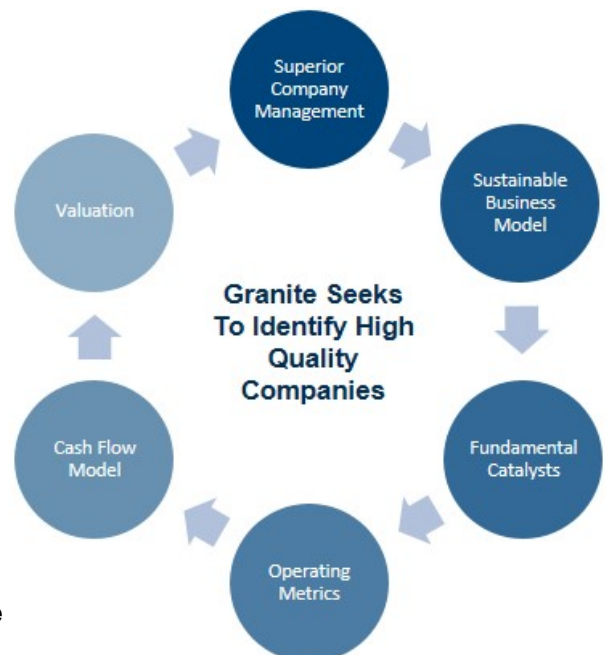 Superior
Company
Management
Sustainable
Business
Model
Fundamental
Catalysts
Operating
Metrics
Cash Flow
Model
Valuation
Granite Seeks
To Identify High
Quality
Companies
e